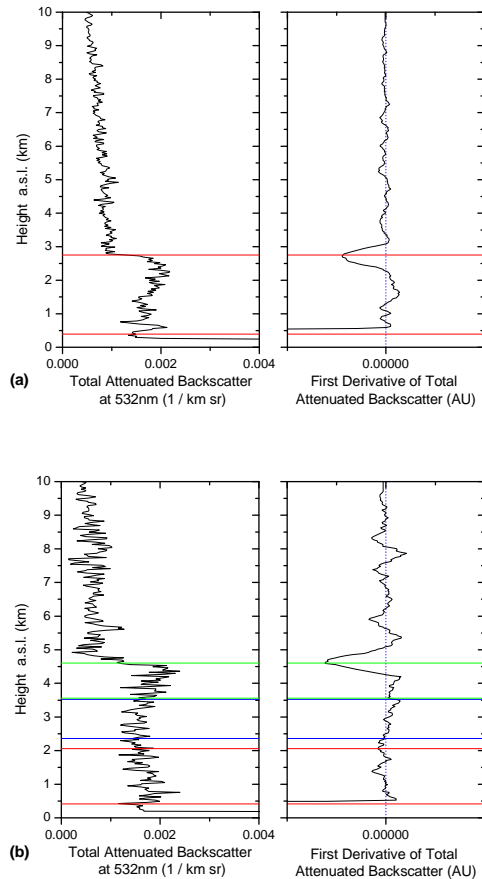 10
9
8
7
6
5
4
3
2
1
0
Height a.s.l. (km)
0.000 0.002 0.004 0.00000
(a)
Total Attenuated Backscatter
at 532nm (1 / km sr)
First Derivative of Total
Attenuated Backscatter (AU)
10
9
8
7
6
5
4
3
2
1
0
Height a.s.l. (km)
0.000 0.002 0.004 0.00000
(b)
Total Attenuated Backscatter
at 532nm (1 / km sr)
First Derivative of Total
Attenuated Backscatter (AU)